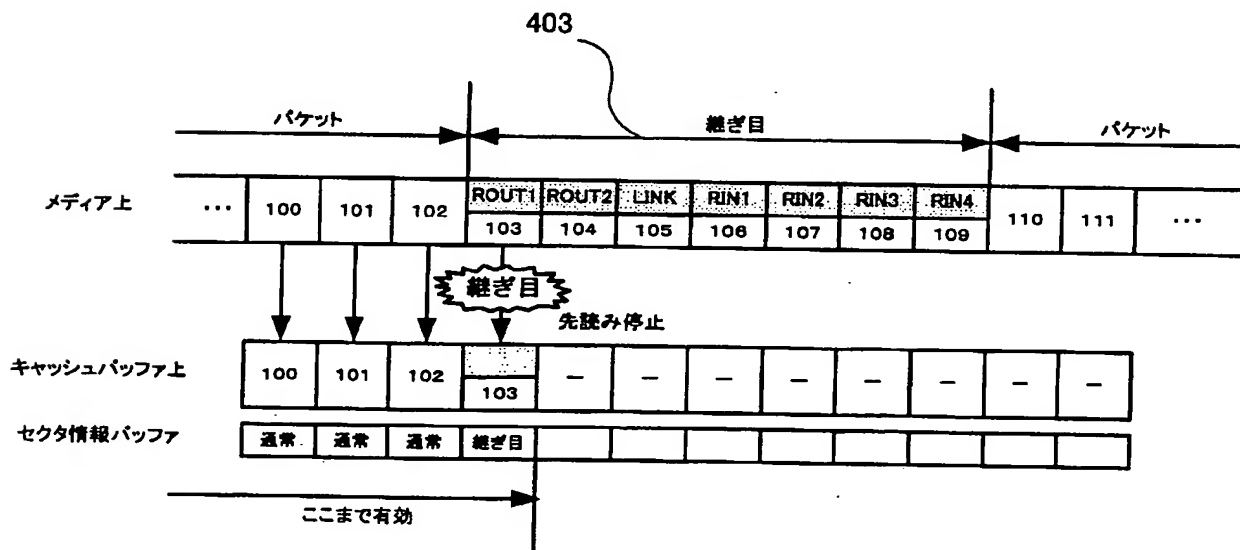 403
パケット 継ぎ目 パケット
メディア上 ... 100 101 102 ROUT1 ROUT2 LINK RIN1 RIN2 RIN3 RIN4 110 111 ...
103 104 105 106 107 108 109
継ぎ目
先読み停止
キャッシュバッファ上 100 101 102 103 － － － － － － － －
セクタ情報バッファ 通常 通常 通常 継ぎ目
ここまで有効